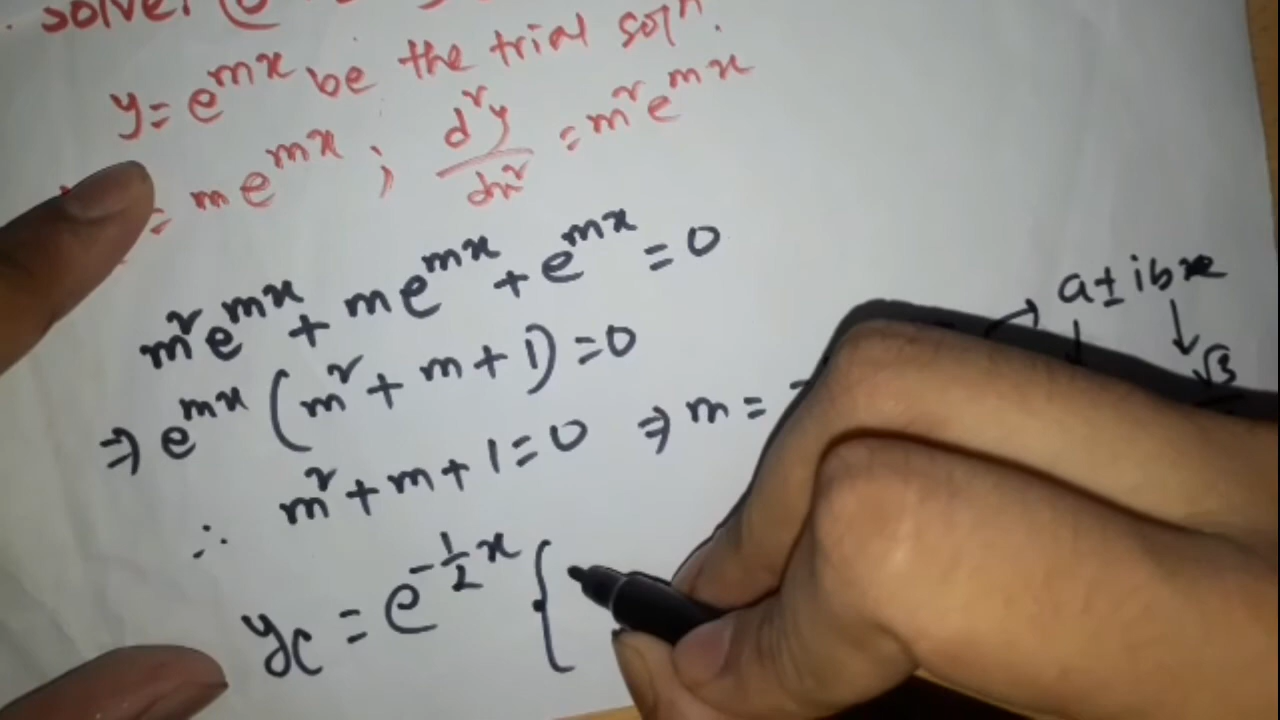 solve!
y = e^{mx} be the trial solⁿ.
= me^{mx} ; d²y/dx² = m²e^{mx}
m²e^{mx} + me^{mx} + e^{mx} = 0
⇒ e^{mx} (m² + m + 1) = 0
∴ m² + m + 1 = 0 ⇒ m = -
a ± ib
√3
y_c = e^{-1/2 x} {